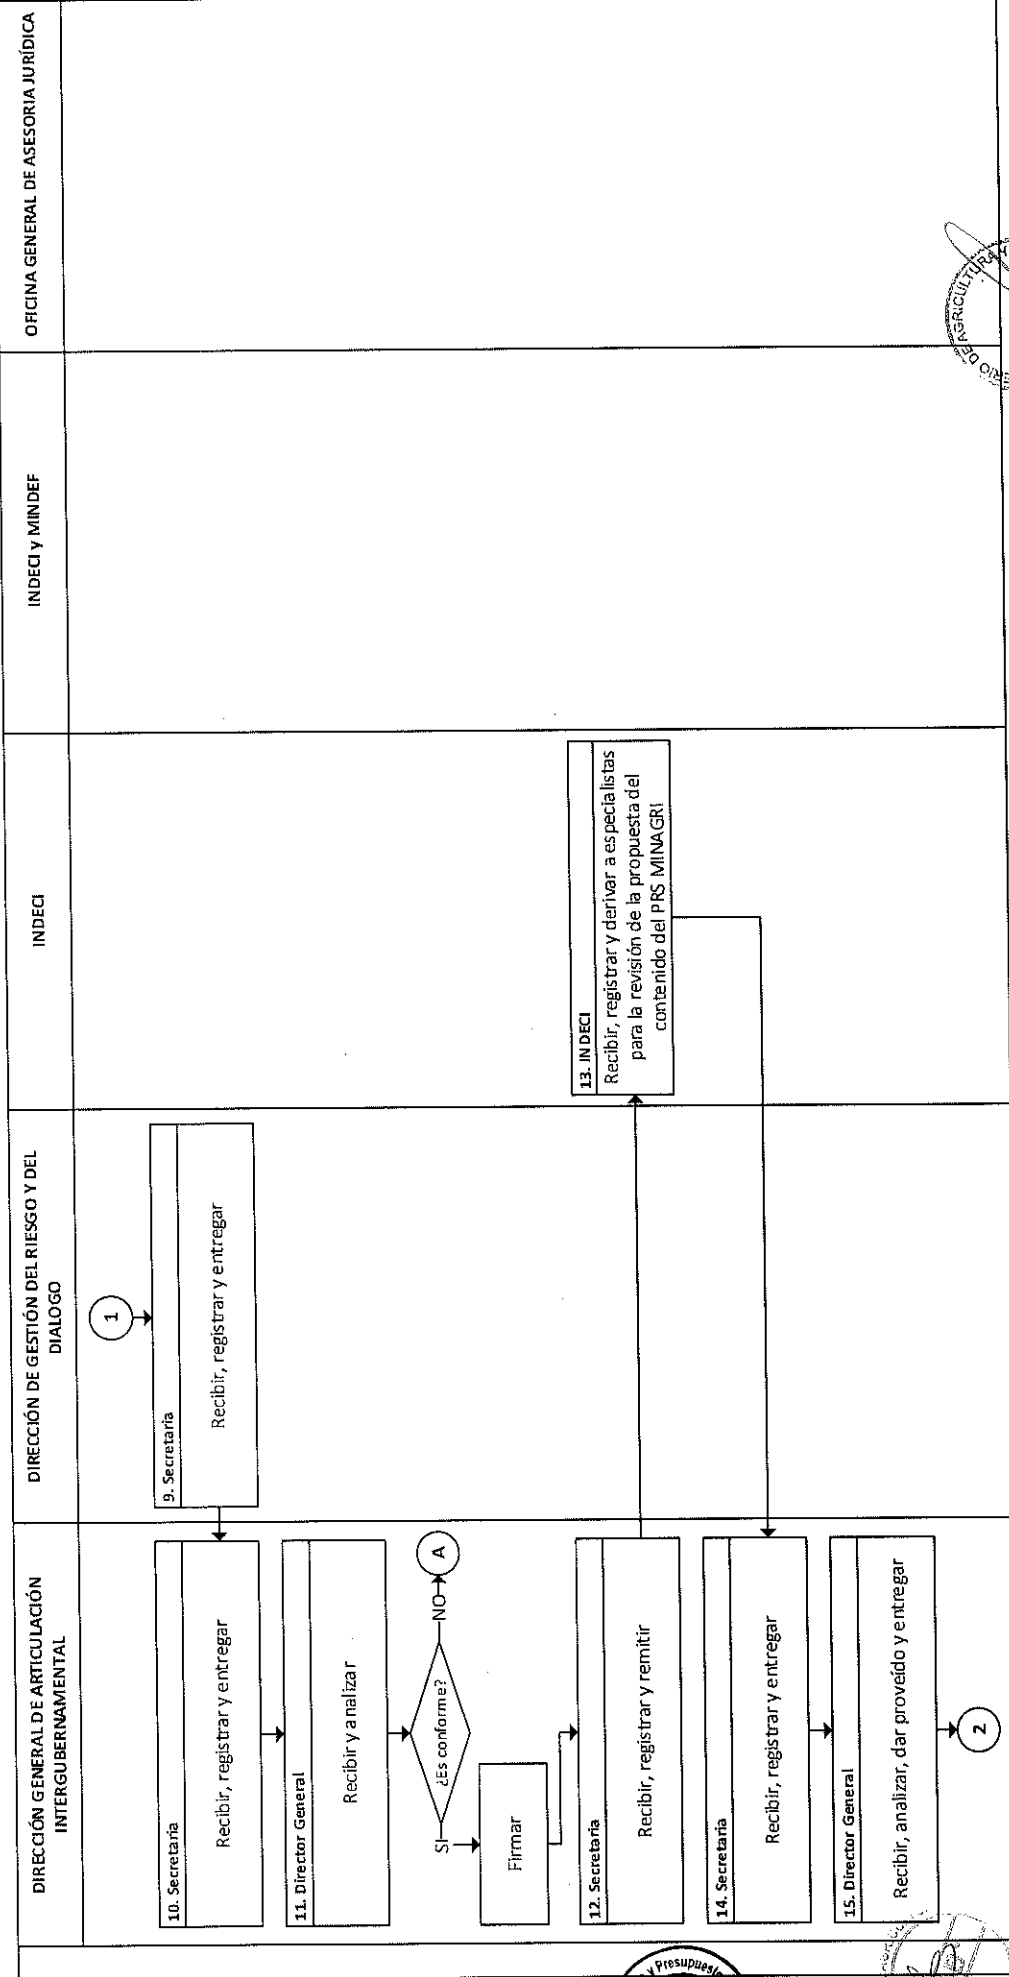 DIRECCIÓN GENERAL DE ARTICULACIÓN
INTERGUBERNAMENTAL
DIRECCIÓN DE GESTIÓN DEL RIESGO Y DEL
DIALOGO
INDECI
INDECI y MINDEF
OFICINA GENERAL DE ASESORIA JURÍDICA
1
9. Secretaria
Recibir, registrar y entregar
10. Secretaria
Recibir, registrar y entregar
11. Director General
Recibir y analizar
¿Es conforme?
SI
NO
A
Firmar
12. Secretaria
Recibir, registrar y remitir
13. INDECI
Recibir, registrar y derivar a especialistas
para la revisión de la propuesta del
contenido del PRS MINAGRI
14. Secretaria
Recibir, registrar y entregar
15. Director General
Recibir, analizar, dar proveído y entregar
2
y Presupuesto
DE AGRICULTURA Y